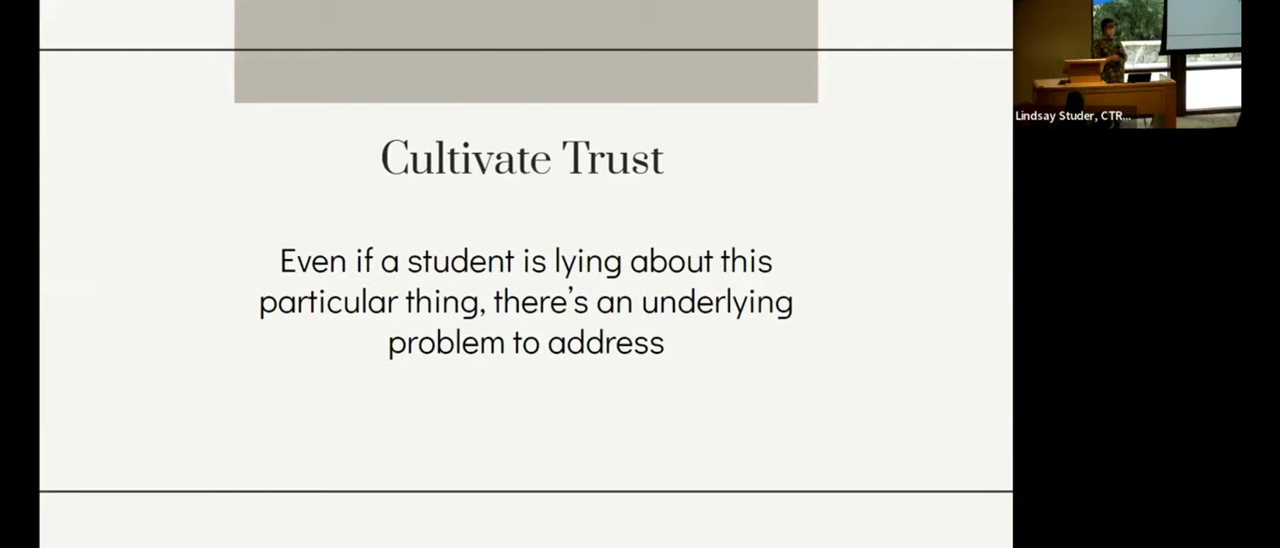 Cultivate Trust
Even if a student is lying about this
particular thing, there's an underlying
problem to address
Lindsay Studer, CTR...